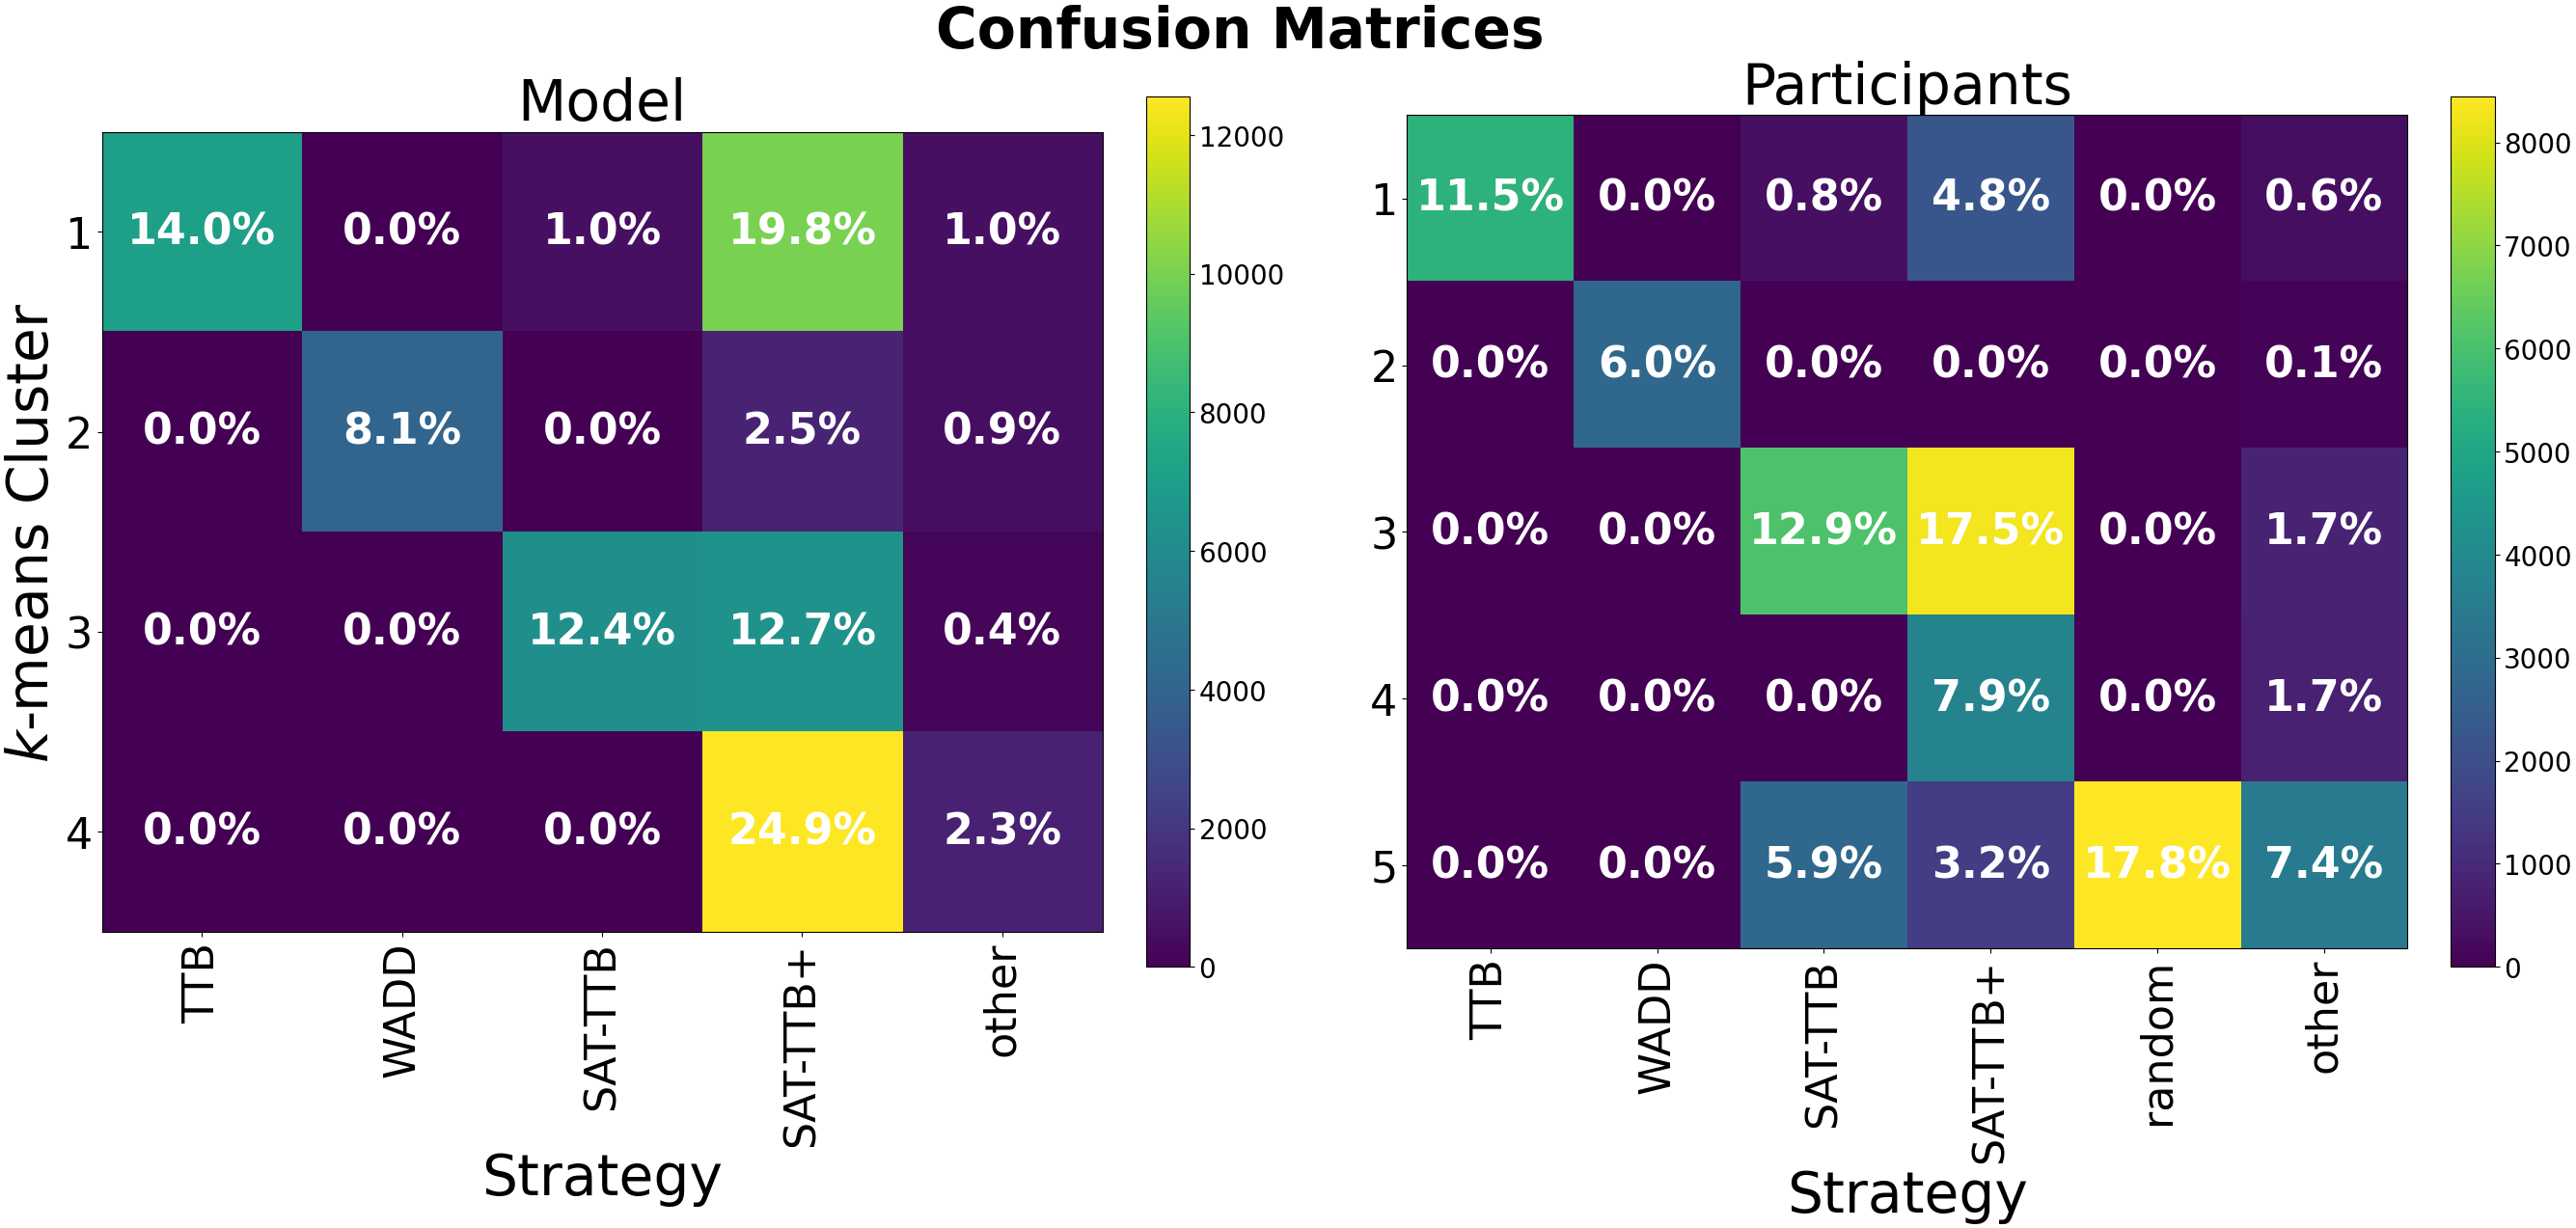 Confusion Matrices
Model
k-means Cluster
1
2
3
4
14.0% 0.0% 1.0% 19.8% 1.0%
0.0% 8.1% 0.0% 2.5% 0.9%
0.0% 0.0% 12.4% 12.7% 0.4%
0.0% 0.0% 0.0% 24.9% 2.3%
TTB
WADD
SAT-TTB
SAT-TTB+
other
Strategy
12000
10000
8000
6000
4000
2000
0
Participants
1
2
3
4
5
11.5% 0.0% 0.8% 4.8% 0.0% 0.6%
0.0% 6.0% 0.0% 0.0% 0.0% 0.1%
0.0% 0.0% 12.9% 17.5% 0.0% 1.7%
0.0% 0.0% 0.0% 7.9% 0.0% 1.7%
0.0% 0.0% 5.9% 3.2% 17.8% 7.4%
TTB
WADD
SAT-TTB
SAT-TTB+
random
other
Strategy
8000
7000
6000
5000
4000
3000
2000
1000
0